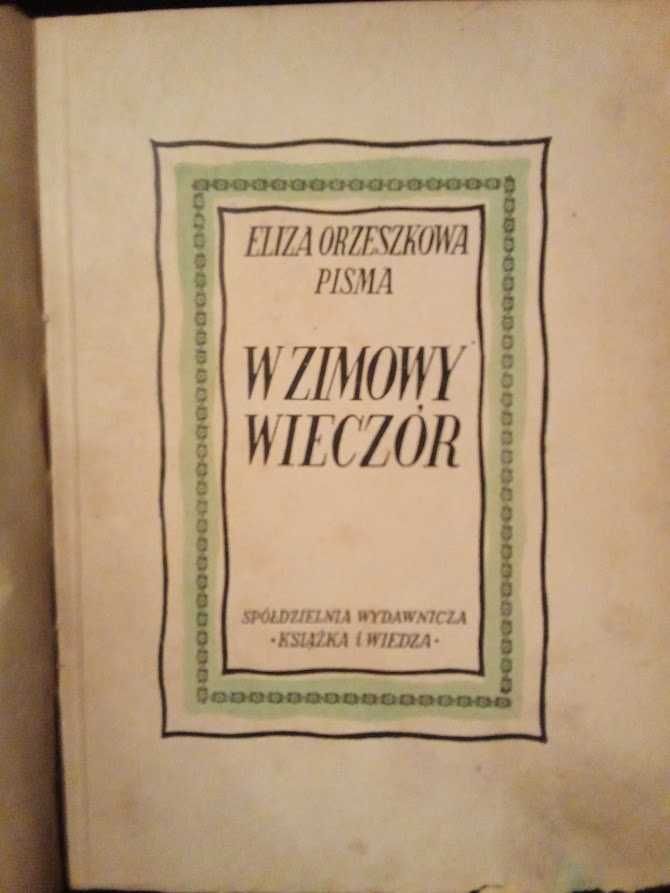 ELIZA ORZESZKOWA
PISMA
W ZIMOWY
WIECZÓR
SPÓŁDZIELNIA WYDAWNICZA
• KSIĄŻKA i WIEDZA •